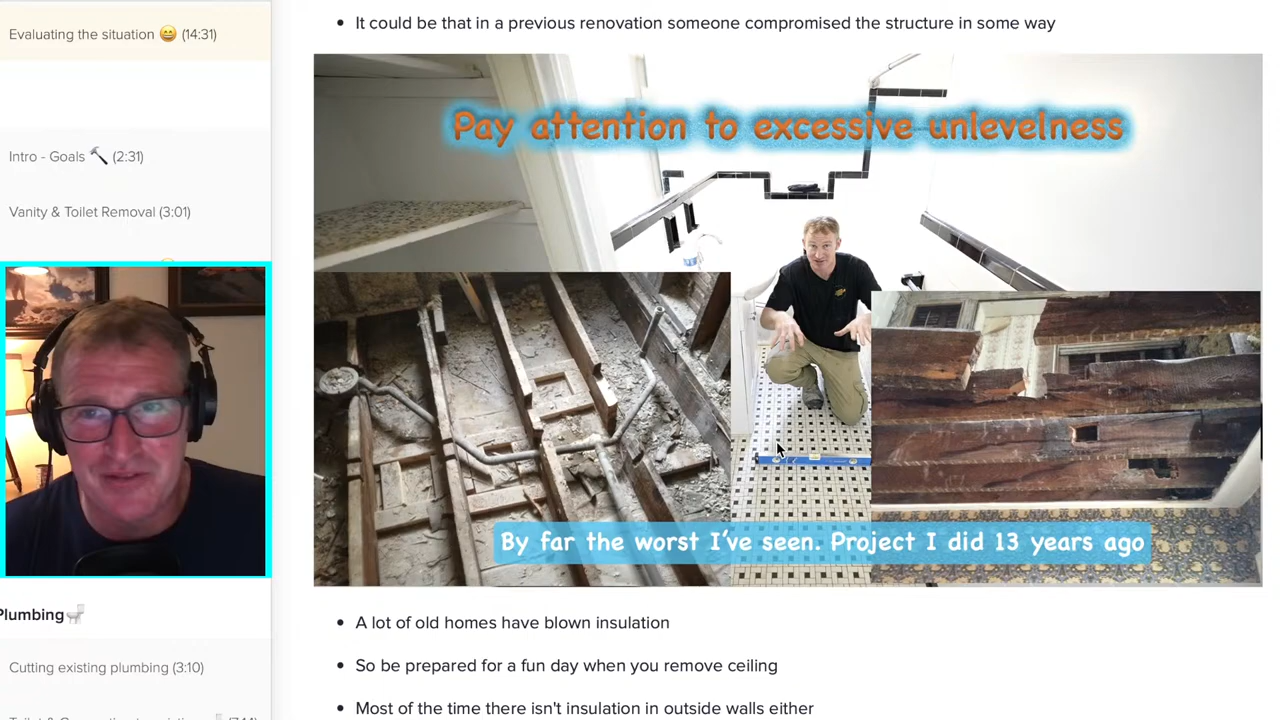 Evaluating the situation 😄 (14:31)
Intro - Goals 🔨 (2:31)
Vanity & Toilet Removal (3:01)
Plumbing🚽
Cutting existing plumbing (3:10)
• It could be that in a previous renovation someone compromised the structure in some way
Pay attention to excessive unlevelness
By far the worst I've seen. Project I did 13 years ago
• A lot of old homes have blown insulation
• So be prepared for a fun day when you remove ceiling
• Most of the time there isn't insulation in outside walls either